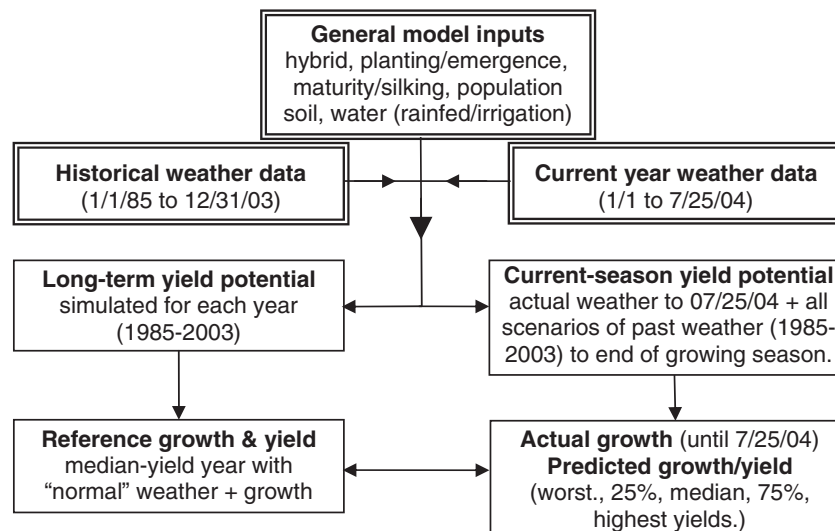 General model inputs
hybrid, planting/emergence,
maturity/silking, population
soil, water (rainfed/irrigation)
Historical weather data
(1/1/85 to 12/31/03)
Current year weather data
(1/1 to 7/25/04)
Long-term yield potential
simulated for each year
(1985-2003)
Current-season yield potential
actual weather to 07/25/04 + all
scenarios of past weather (1985-
2003) to end of growing season.
Reference growth & yield
median-yield year with
“normal” weather + growth
Actual growth (until 7/25/04)
Predicted growth/yield
(worst., 25%, median, 75%,
highest yields.)